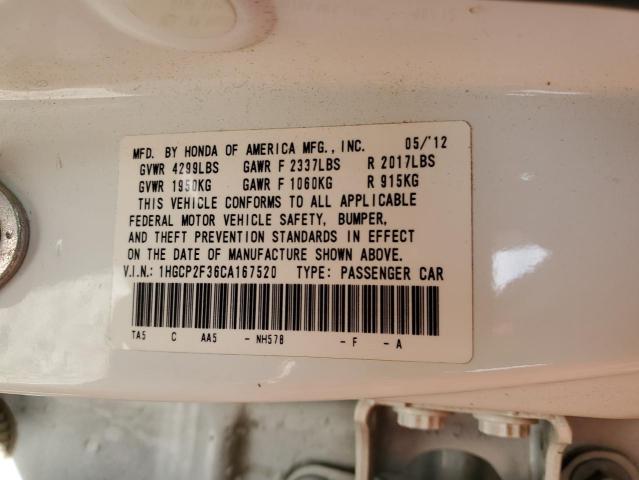 MFD. BY HONDA OF AMERICA MFG., INC. 05/'12
GVWR 4299LBS GAWR F 2337LBS R 2017LBS
GVWR 1950KG GAWR F 1060KG R 915KG
THIS VEHICLE CONFORMS TO ALL APPLICABLE
FEDERAL MOTOR VEHICLE SAFETY, BUMPER,
AND THEFT PREVENTION STANDARDS IN EFFECT
ON THE DATE OF MANUFACTURE SHOWN ABOVE.
V.I.N.: 1HGCP2F36CA167520 TYPE: PASSENGER CAR
TA5 C AA5 - NH578 - F - A